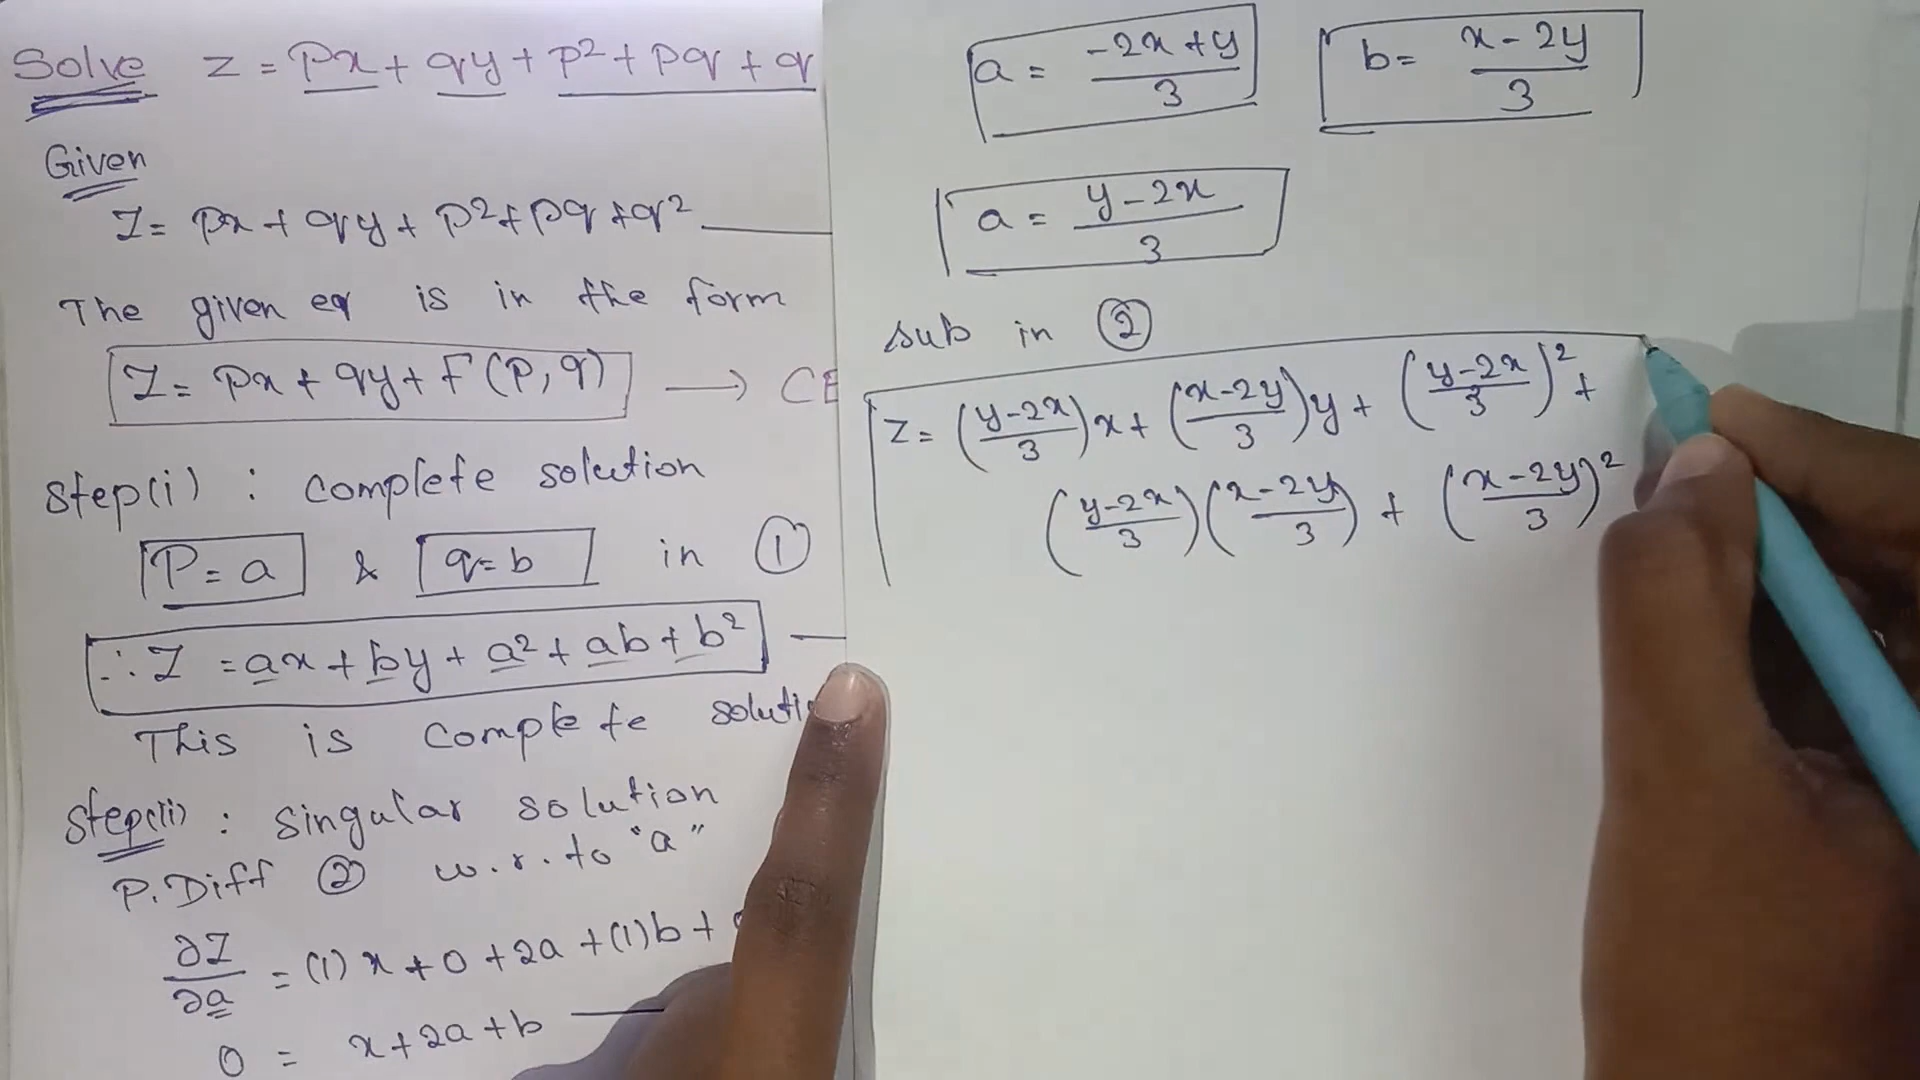 Solve z = px + qy + p² + pq + q
Given
Z = px + qy + p² + pq + q²
The given eq is in the form
Z = px + qy + F(p, q) → C
step(i) : complete solution
P = a & q = b in ①
∴ Z = ax + by + a² + ab + b²
This is complete soluti
step(ii) : singular solution
P. Diff ② w.r. to "a"
∂Z/∂a = (1) x + 0 + 2a + (1)b +
0 = x + 2a + b
a = (-2x + y)/3 b = (x - 2y)/3
a = (y - 2x)/3
sub in ②
Z = ((y-2x)/3)x + ((x-2y)/3)y + ((y-2x)/3)² +
((y-2x)/3)((x-2y)/3) + ((x-2y)/3)²